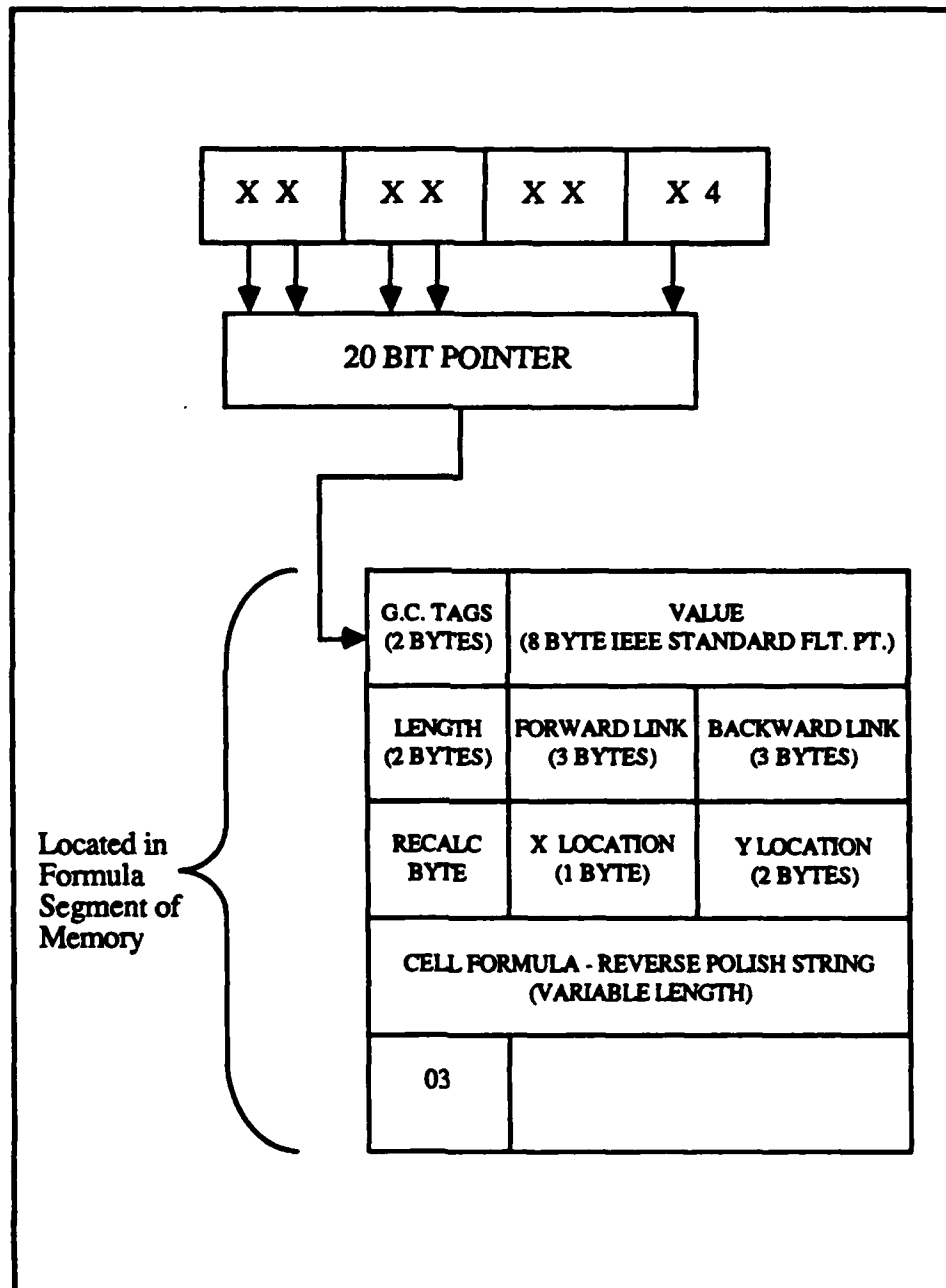 X X X X X X X 4
20 BIT POINTER
G.C. TAGS
(2 BYTES)
VALUE
(8 BYTE IEEE STANDARD FLT. PT.)
LENGTH
(2 BYTES)
FORWARD LINK
(3 BYTES)
BACKWARD LINK
(3 BYTES)
Located in
Formula
Segment of
Memory
RECALC
BYTE
X LOCATION
(1 BYTE)
Y LOCATION
(2 BYTES)
CELL FORMULA - REVERSE POLISH STRING
(VARIABLE LENGTH)
03